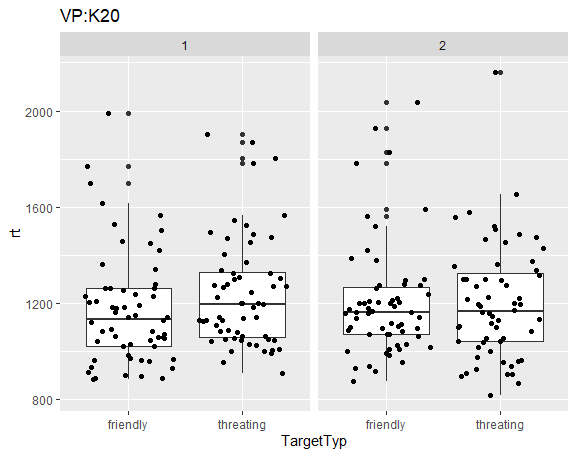 VP:K20
1 2
rt
2000
1600
1200
800
friendly threating friendly threating
TargetTyp